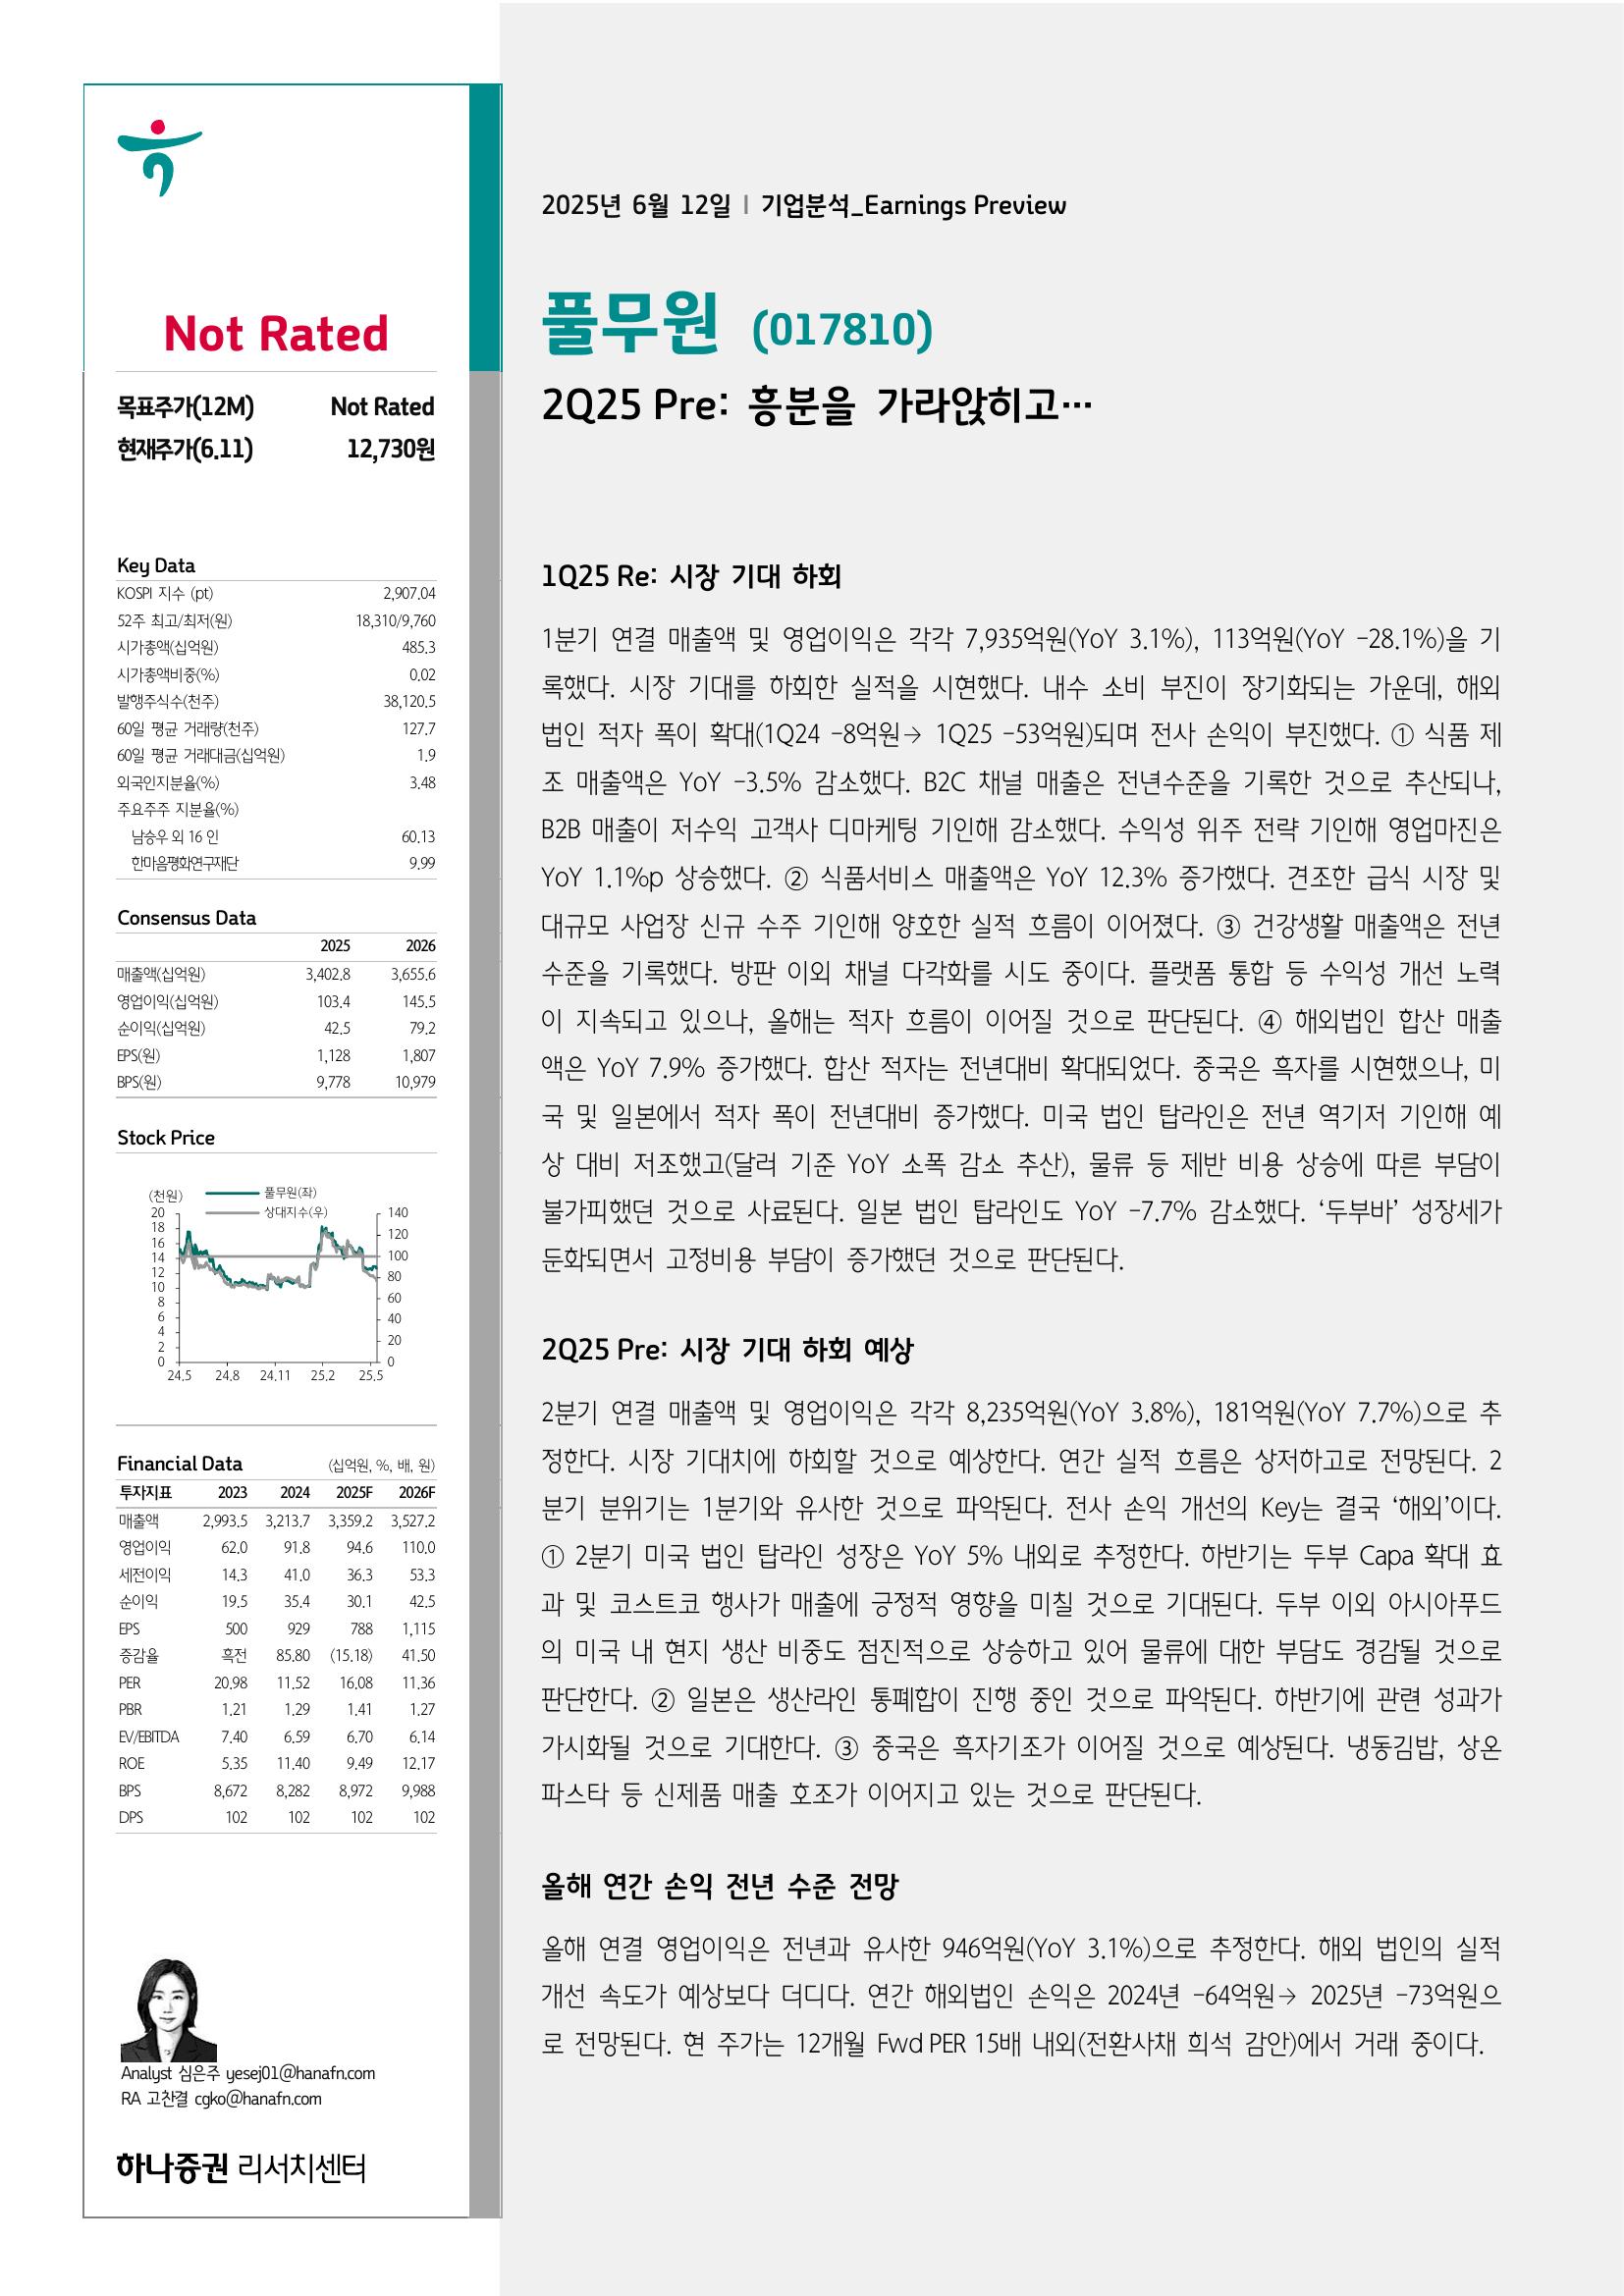 2025년 6월 12일 | 기업분석_Earnings Preview
풀무원 (017810)
2Q25 Pre: 흥분을 가라앉히고…
Not Rated
목표주가(12M) Not Rated
현재주가(6.11) 12,730원
Key Data
KOSPI 지수 (pt) 2,907.04
52주 최고/최저(원) 18,310/9,760
시가총액(십억원) 485.3
시가총액비중(%) 0.02
발행주식수(천주) 38,120.5
60일 평균 거래량(천주) 127.7
60일 평균 거래대금(십억원) 1.9
외국인지분율(%) 3.48
주요주주 지분율(%)
남승우 외 16 인 60.13
한마음평화연구재단 9.99
Consensus Data
2025 2026
매출액(십억원) 3,402.8 3,655.6
영업이익(십억원) 103.4 145.5
순이익(십억원) 42.5 79.2
EPS(원) 1,128 1,807
BPS(원) 9,778 10,979
Stock Price
(천원) 풀무원(좌)
상대지수(우)
20 18 16 14 12 10 8 6 4 2 0
140 120 100 80 60 40 20 0
24.5 24.8 24.11 25.2 25.5
Financial Data (십억원, %, 배, 원)
투자지표 2023 2024 2025F 2026F
매출액 2,993.5 3,213.7 3,359.2 3,527.2
영업이익 62.0 91.8 94.6 110.0
세전이익 14.3 41.0 36.3 53.3
순이익 19.5 35.4 30.1 42.5
EPS 500 929 788 1,115
증감율 흑전 85.80 (15.18) 41.50
PER 20.98 11.52 16.08 11.36
PBR 1.21 1.29 1.41 1.27
EV/EBITDA 7.40 6.59 6.70 6.14
ROE 5.35 11.40 9.49 12.17
BPS 8,672 8,282 8,972 9,988
DPS 102 102 102 102
Analyst 심은주 yesej01@hanafn.com
RA 고찬결 cgko@hanafn.com
하나증권 리서치센터
1Q25 Re: 시장 기대 하회
1분기 연결 매출액 및 영업이익은 각각 7,935억원(YoY 3.1%), 113억원(YoY -28.1%)을 기
록했다. 시장 기대를 하회한 실적을 시현했다. 내수 소비 부진이 장기화되는 가운데, 해외
법인 적자 폭이 확대(1Q24 -8억원→ 1Q25 -53억원)되며 전사 손익이 부진했다. ① 식품 제
조 매출액은 YoY -3.5% 감소했다. B2C 채널 매출은 전년수준을 기록한 것으로 추산되나,
B2B 매출이 저수익 고객사 디마케팅 기인해 감소했다. 수익성 위주 전략 기인해 영업마진은
YoY 1.1%p 상승했다. ② 식품서비스 매출액은 YoY 12.3% 증가했다. 견조한 급식 시장 및
대규모 사업장 신규 수주 기인해 양호한 실적 흐름이 이어졌다. ③ 건강생활 매출액은 전년
수준을 기록했다. 방판 이외 채널 다각화를 시도 중이다. 플랫폼 통합 등 수익성 개선 노력
이 지속되고 있으나, 올해는 적자 흐름이 이어질 것으로 판단된다. ④ 해외법인 합산 매출
액은 YoY 7.9% 증가했다. 합산 적자는 전년대비 확대되었다. 중국은 흑자를 시현했으나, 미
국 및 일본에서 적자 폭이 전년대비 증가했다. 미국 법인 탑라인은 전년 역기저 기인해 예
상 대비 저조했고(달러 기준 YoY 소폭 감소 추산), 물류 등 제반 비용 상승에 따른 부담이
불가피했던 것으로 사료된다. 일본 법인 탑라인도 YoY -7.7% 감소했다. ‘두부바’ 성장세가
둔화되면서 고정비용 부담이 증가했던 것으로 판단된다.
2Q25 Pre: 시장 기대 하회 예상
2분기 연결 매출액 및 영업이익은 각각 8,235억원(YoY 3.8%), 181억원(YoY 7.7%)으로 추
정한다. 시장 기대치에 하회할 것으로 예상한다. 연간 실적 흐름은 상저하고로 전망된다. 2
분기 분위기는 1분기와 유사한 것으로 파악된다. 전사 손익 개선의 Key는 결국 ‘해외’이다.
① 2분기 미국 법인 탑라인 성장은 YoY 5% 내외로 추정한다. 하반기는 두부 Capa 확대 효
과 및 코스트코 행사가 매출에 긍정적 영향을 미칠 것으로 기대된다. 두부 이외 아시아푸드
의 미국 내 현지 생산 비중도 점진적으로 상승하고 있어 물류에 대한 부담도 경감될 것으로
판단한다. ② 일본은 생산라인 통폐합이 진행 중인 것으로 파악된다. 하반기에 관련 성과가
가시화될 것으로 기대한다. ③ 중국은 흑자기조가 이어질 것으로 예상된다. 냉동김밥, 상온
파스타 등 신제품 매출 호조가 이어지고 있는 것으로 판단된다.
올해 연간 손익 전년 수준 전망
올해 연결 영업이익은 전년과 유사한 946억원(YoY 3.1%)으로 추정한다. 해외 법인의 실적
개선 속도가 예상보다 더디다. 연간 해외법인 손익은 2024년 -64억원→ 2025년 -73억원으
로 전망된다. 현 주가는 12개월 Fwd PER 15배 내외(전환사채 희석 감안)에서 거래 중이다.